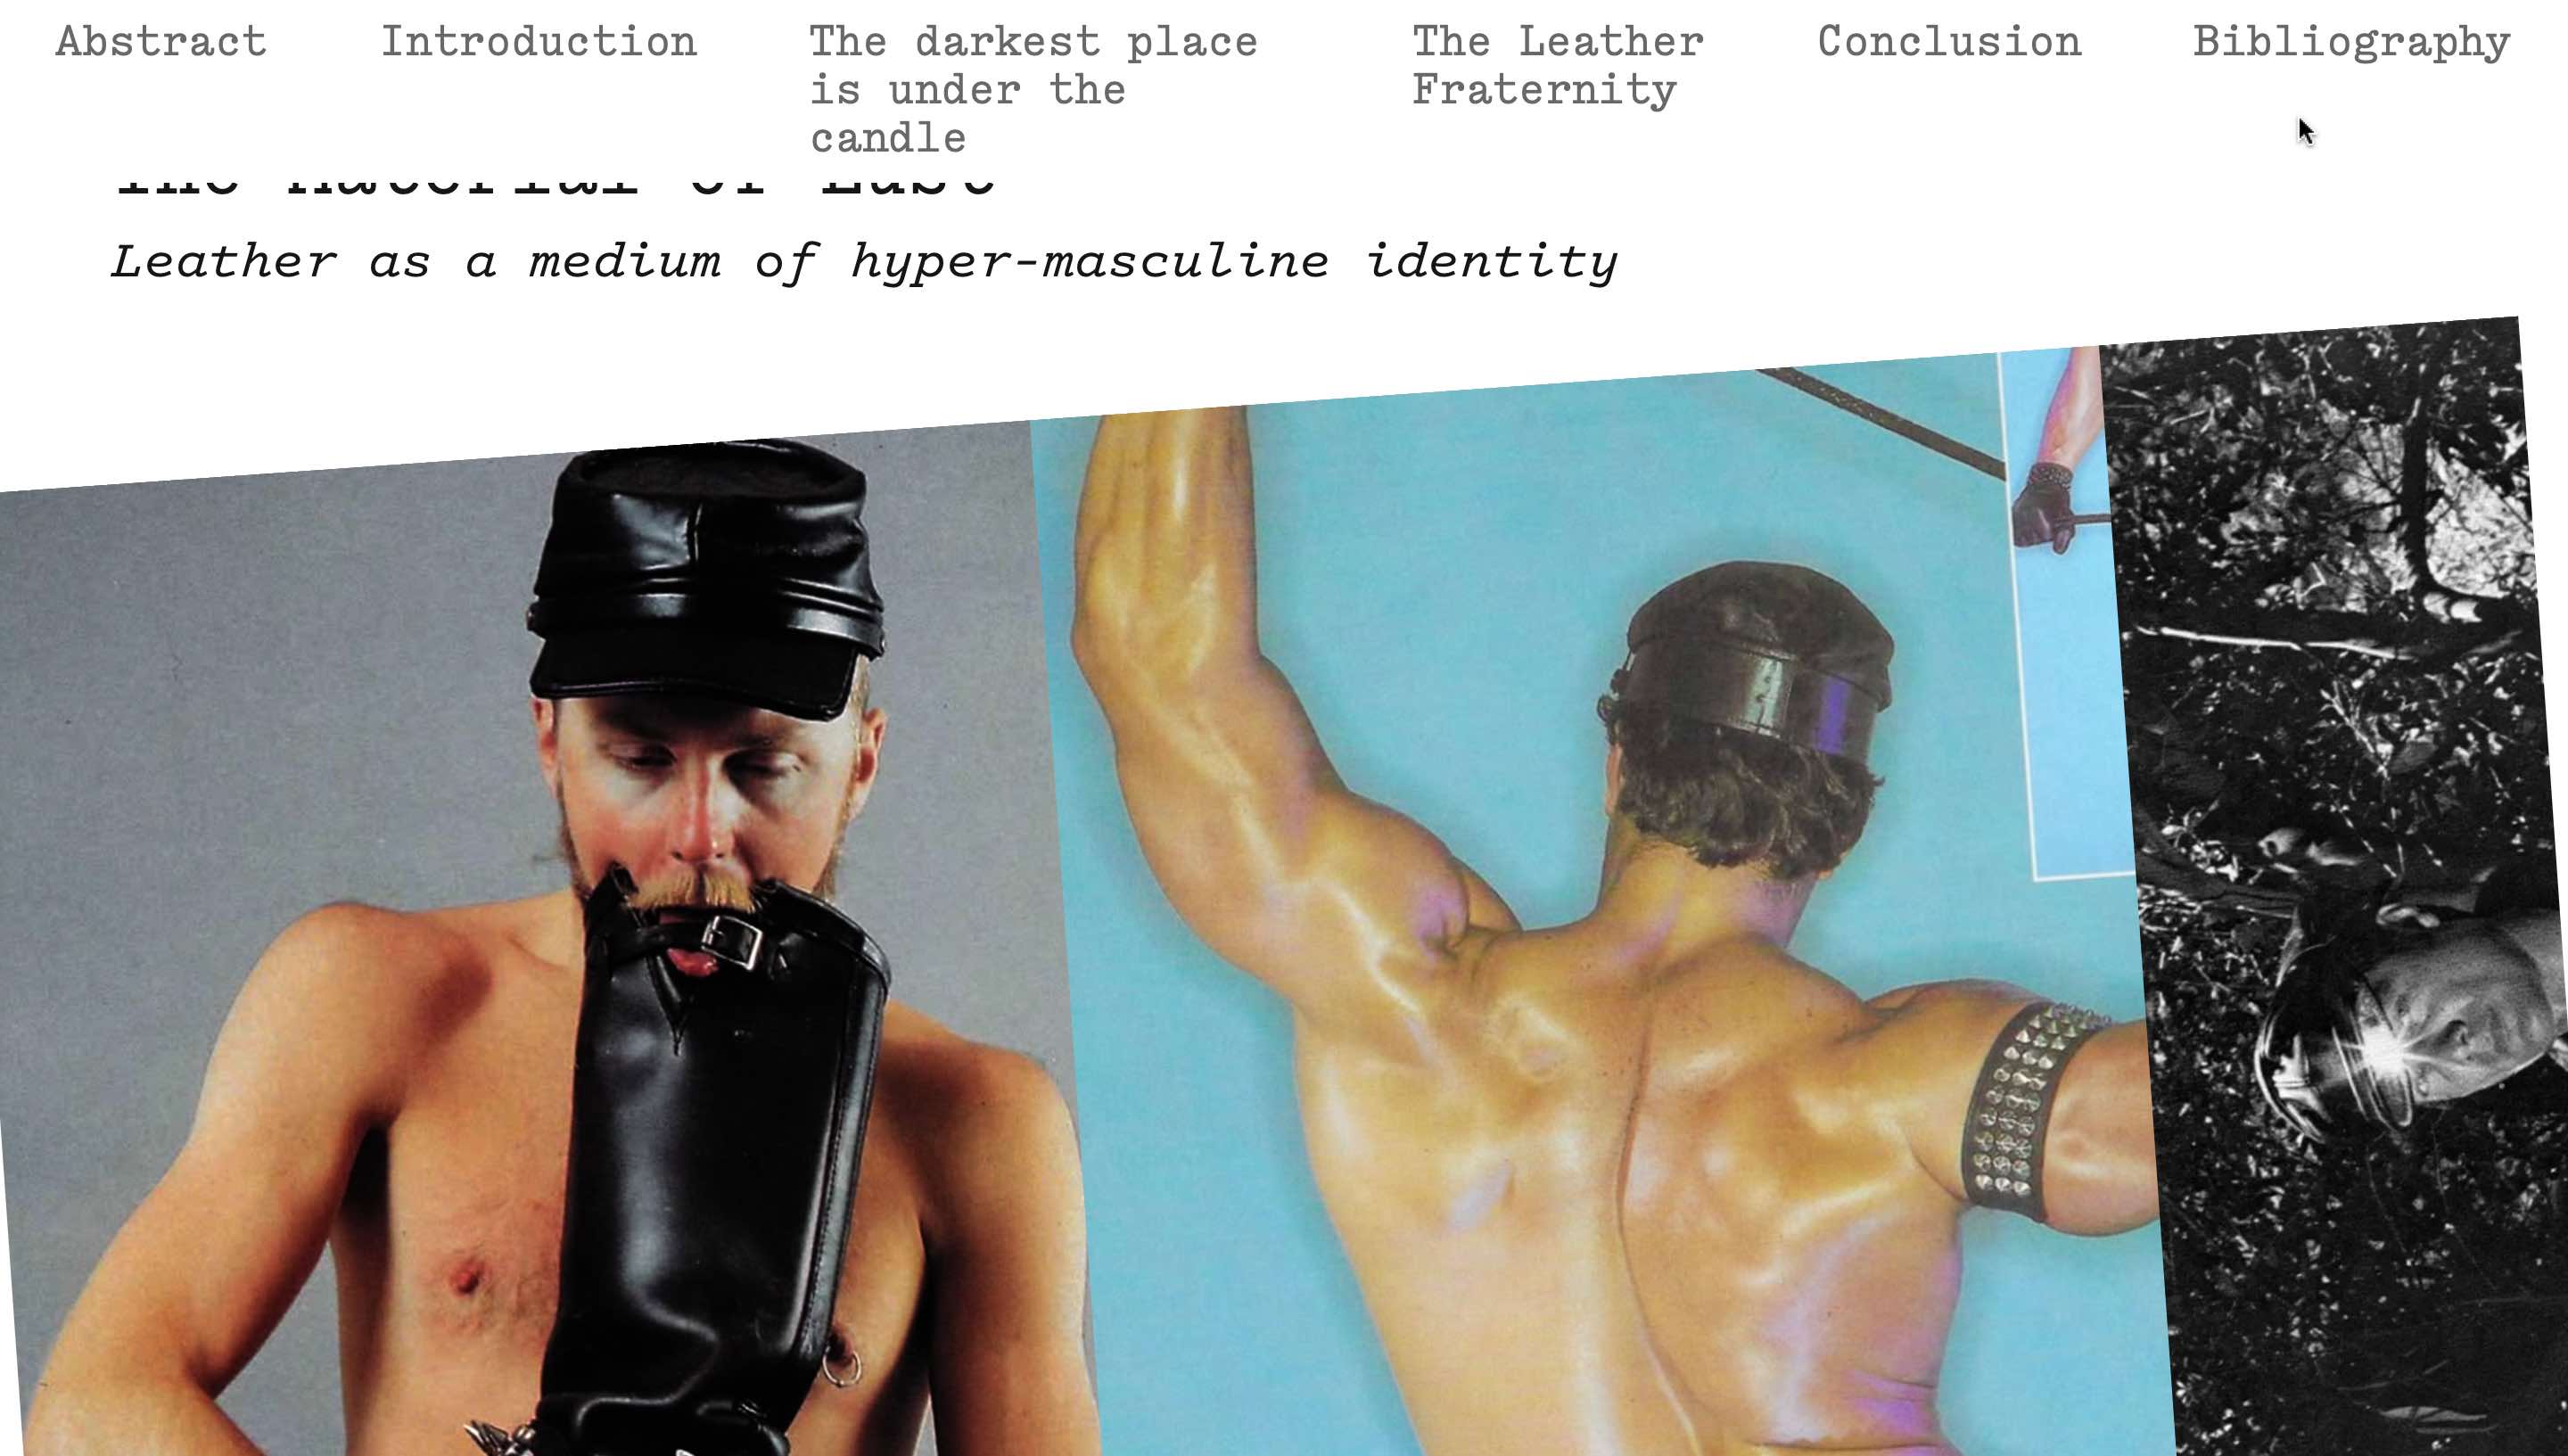 Abstract
Introduction
The darkest place
is under the
candle
The Leather
Fraternity
Conclusion
Bibliography
Leather as a medium of hyper-masculine identity